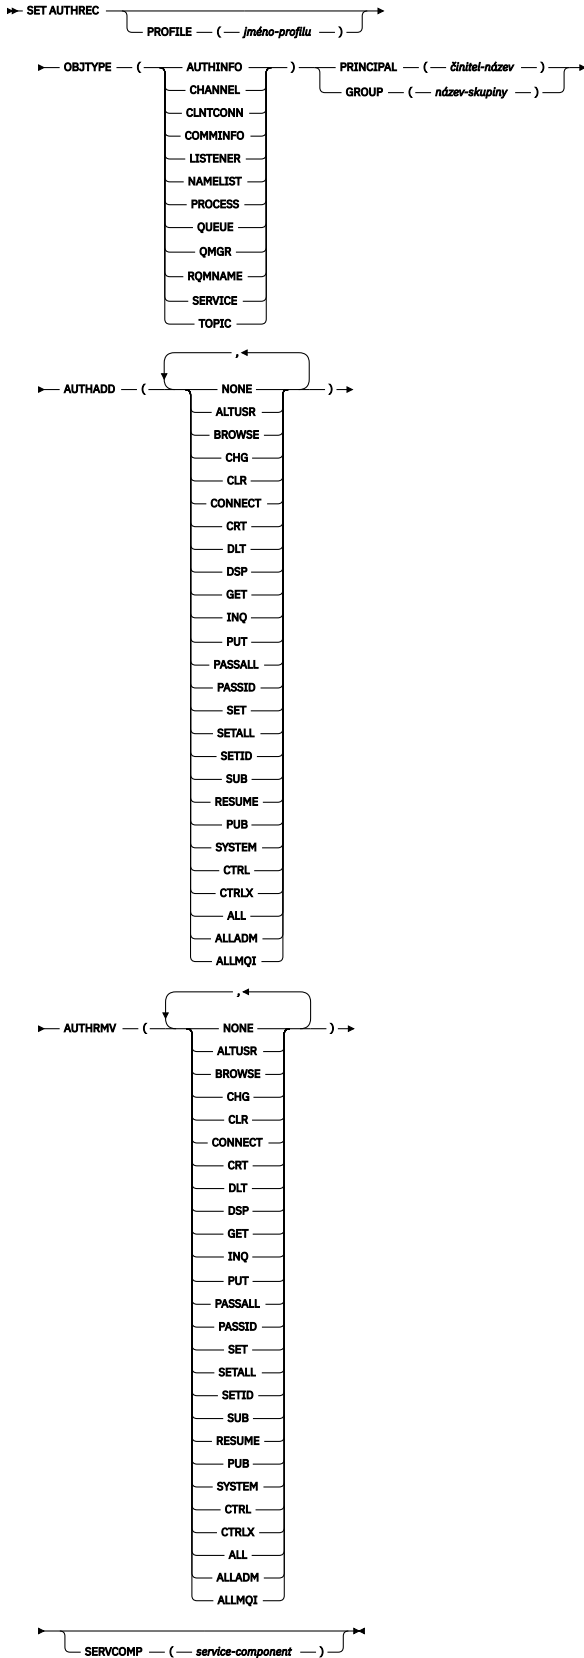 SET AUTHREC
PROFILE ( jméno-profilu )
OBJTYPE ( AUTHINFO ) PRINCIPAL ( činitel-název )
CHANNEL GROUP ( název-skupiny )
CLNTCONN
COMMINFO
LISTENER
NAMELIST
PROCESS
QUEUE
QMGR
RQMNAME
SERVICE
TOPIC
,
AUTHADD ( NONE )
ALTUSR
BROWSE
CHG
CLR
CONNECT
CRT
DLT
DSP
GET
INQ
PUT
PASSALL
PASSID
SET
SETALL
SETID
SUB
RESUME
PUB
SYSTEM
CTRL
CTRLX
ALL
ALLADM
ALLMQI
,
AUTHRMV ( NONE )
ALTUSR
BROWSE
CHG
CLR
CONNECT
CRT
DLT
DSP
GET
INQ
PUT
PASSALL
PASSID
SET
SETALL
SETID
SUB
RESUME
PUB
SYSTEM
CTRL
CTRLX
ALL
ALLADM
ALLMQI
SERVCOMP ( service-component )